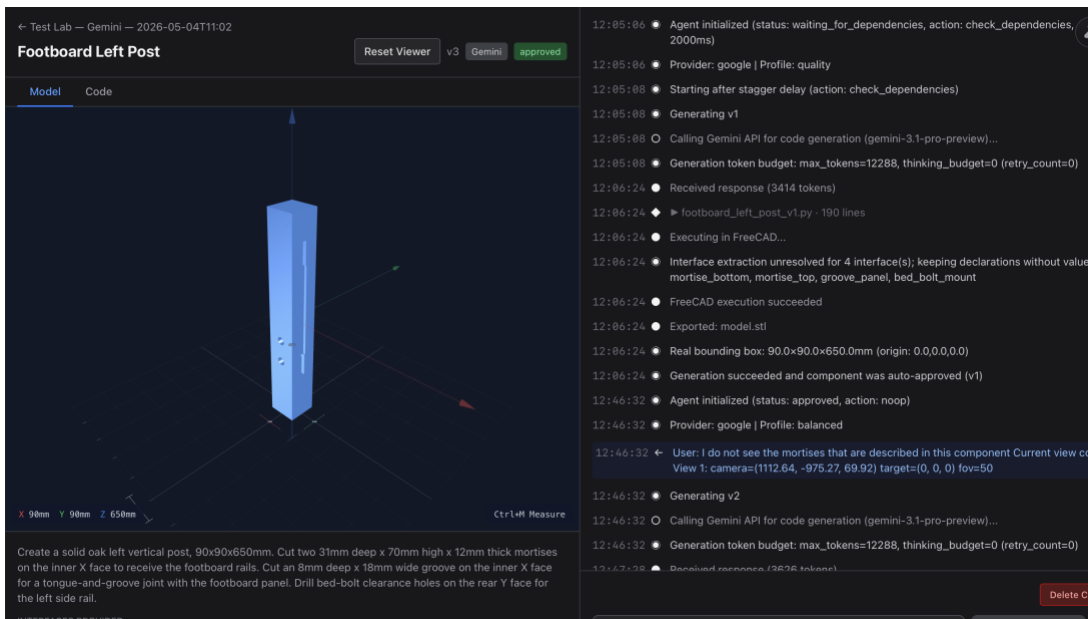 ← Test Lab — Gemini — 2026-05-04T11:02
Footboard Left Post
Reset Viewer v3 Gemini approved
Model Code
X 90mm Y 90mm Z 650mm
Ctrl+M Measure
Create a solid oak left vertical post, 90x90x650mm. Cut two 31mm deep x 70mm high x 12mm thick mortises
on the inner X face to receive the footboard rails. Cut an 8mm deep x 18mm wide groove on the inner X face
for a tongue-and-groove joint with the footboard panel. Drill bed-bolt clearance holes on the rear Y face for
the left side rail.
12:05:06 Agent initialized (status: waiting_for_dependencies, action: check_dependencies,
2000ms)
12:05:06 Provider: google | Profile: quality
12:05:08 Starting after stagger delay (action: check_dependencies)
12:05:08 Generating v1
12:05:08 Calling Gemini API for code generation (gemini-3.1-pro-preview)...
12:05:08 Generation token budget: max_tokens=12288, thinking_budget=0 (retry_count=0)
12:06:24 Received response (3414 tokens)
12:06:24 ▶ footboard_left_post_v1.py · 190 lines
12:06:24 Executing in FreeCAD...
12:06:24 Interface extraction unresolved for 4 interface(s); keeping declarations without value
mortise_bottom, mortise_top, groove_panel, bed_bolt_mount
12:06:24 FreeCAD execution succeeded
12:06:24 Exported: model.stl
12:06:24 Real bounding box: 90.0×90.0×650.0mm (origin: 0.0,0.0,0.0)
12:06:24 Generation succeeded and component was auto-approved (v1)
12:46:32 Agent initialized (status: approved, action: noop)
12:46:32 Provider: google | Profile: balanced
12:46:32 ← User: I do not see the mortises that are described in this component Current view co
View 1: camera=(1112.64, -975.27, 69.92) target=(0, 0, 0) fov=50
12:46:32 Generating v2
12:46:32 Calling Gemini API for code generation (gemini-3.1-pro-preview)...
12:46:32 Generation token budget: max_tokens=12288, thinking_budget=0 (retry_count=0)
12:47:28 Received response (3626 tokens)
Delete C